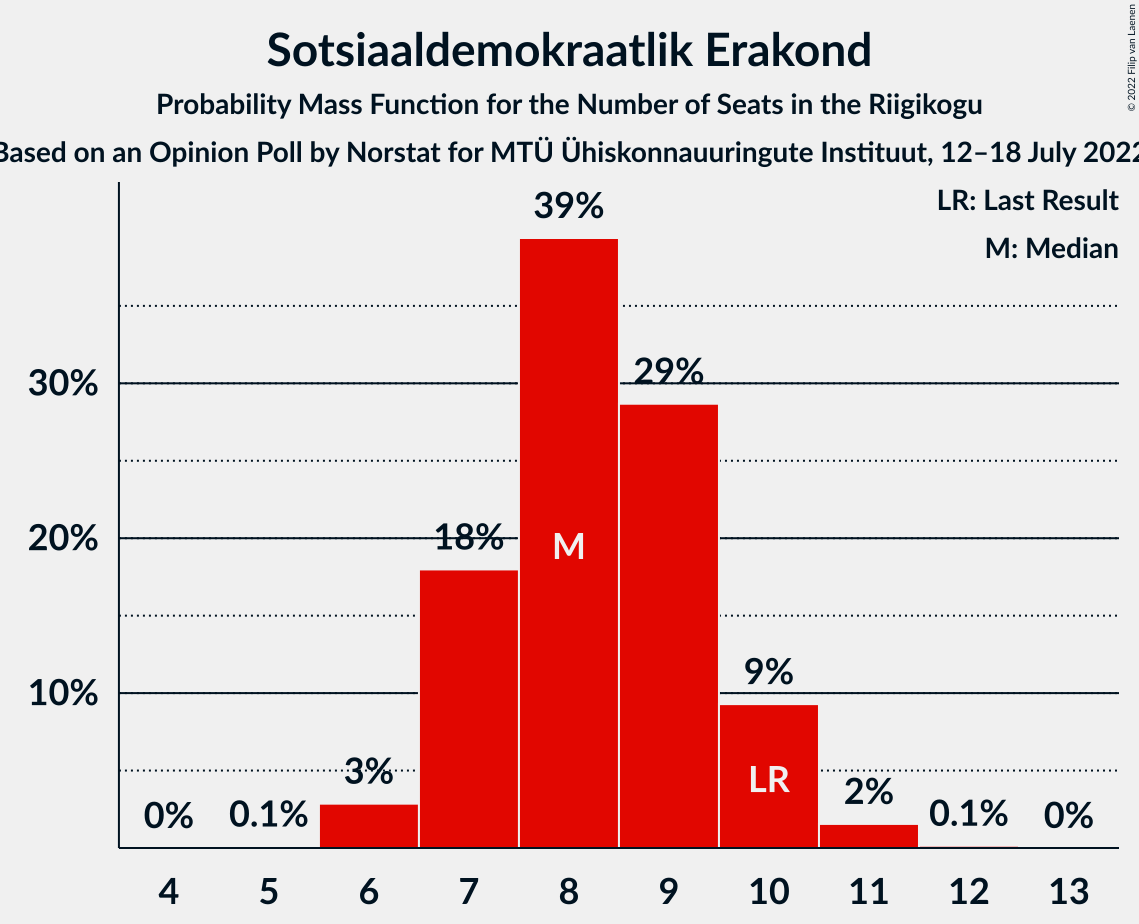 © 2022 Filip van Laenen
Sotsiaaldemokraatlik Erakond
Probability Mass Function for the Number of Seats in the Riigikogu
Based on an Opinion Poll by Norstat for MTÜ Ühiskonnauuringute Instituut, 12–18 July 2022
LR: Last Result
M: Median
39%
30%
29%
20%
18%
M
10%
9%
LR
3%
2%
0%
0.1%
0.1%
0%
4 5 6 7 8 9 10 11 12 13